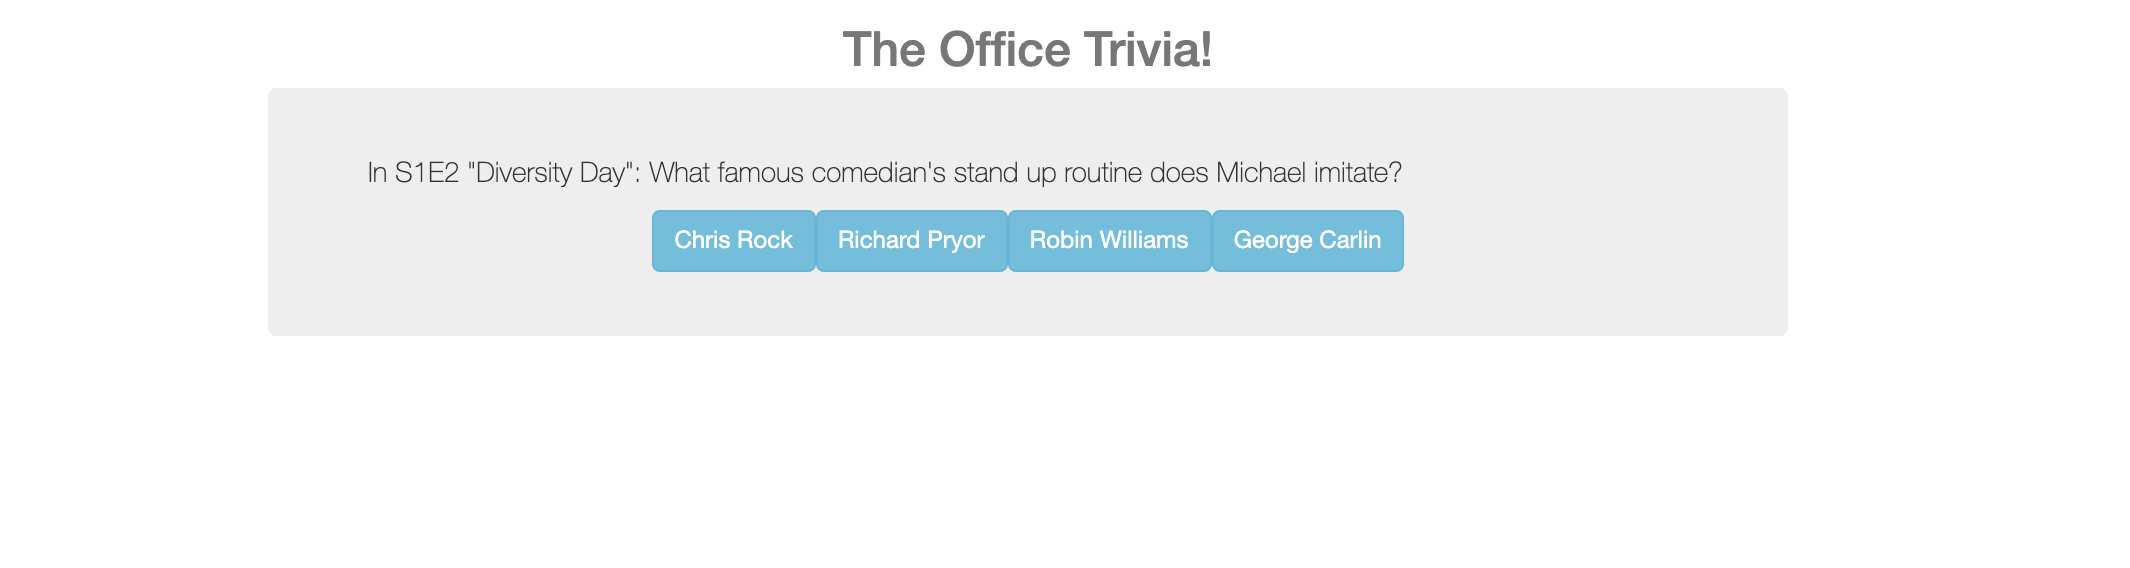 The Office Trivia!
In S1E2 "Diversity Day": What famous comedian's stand up routine does Michael imitate?
Chris Rock Richard Pryor Robin Williams George Carlin